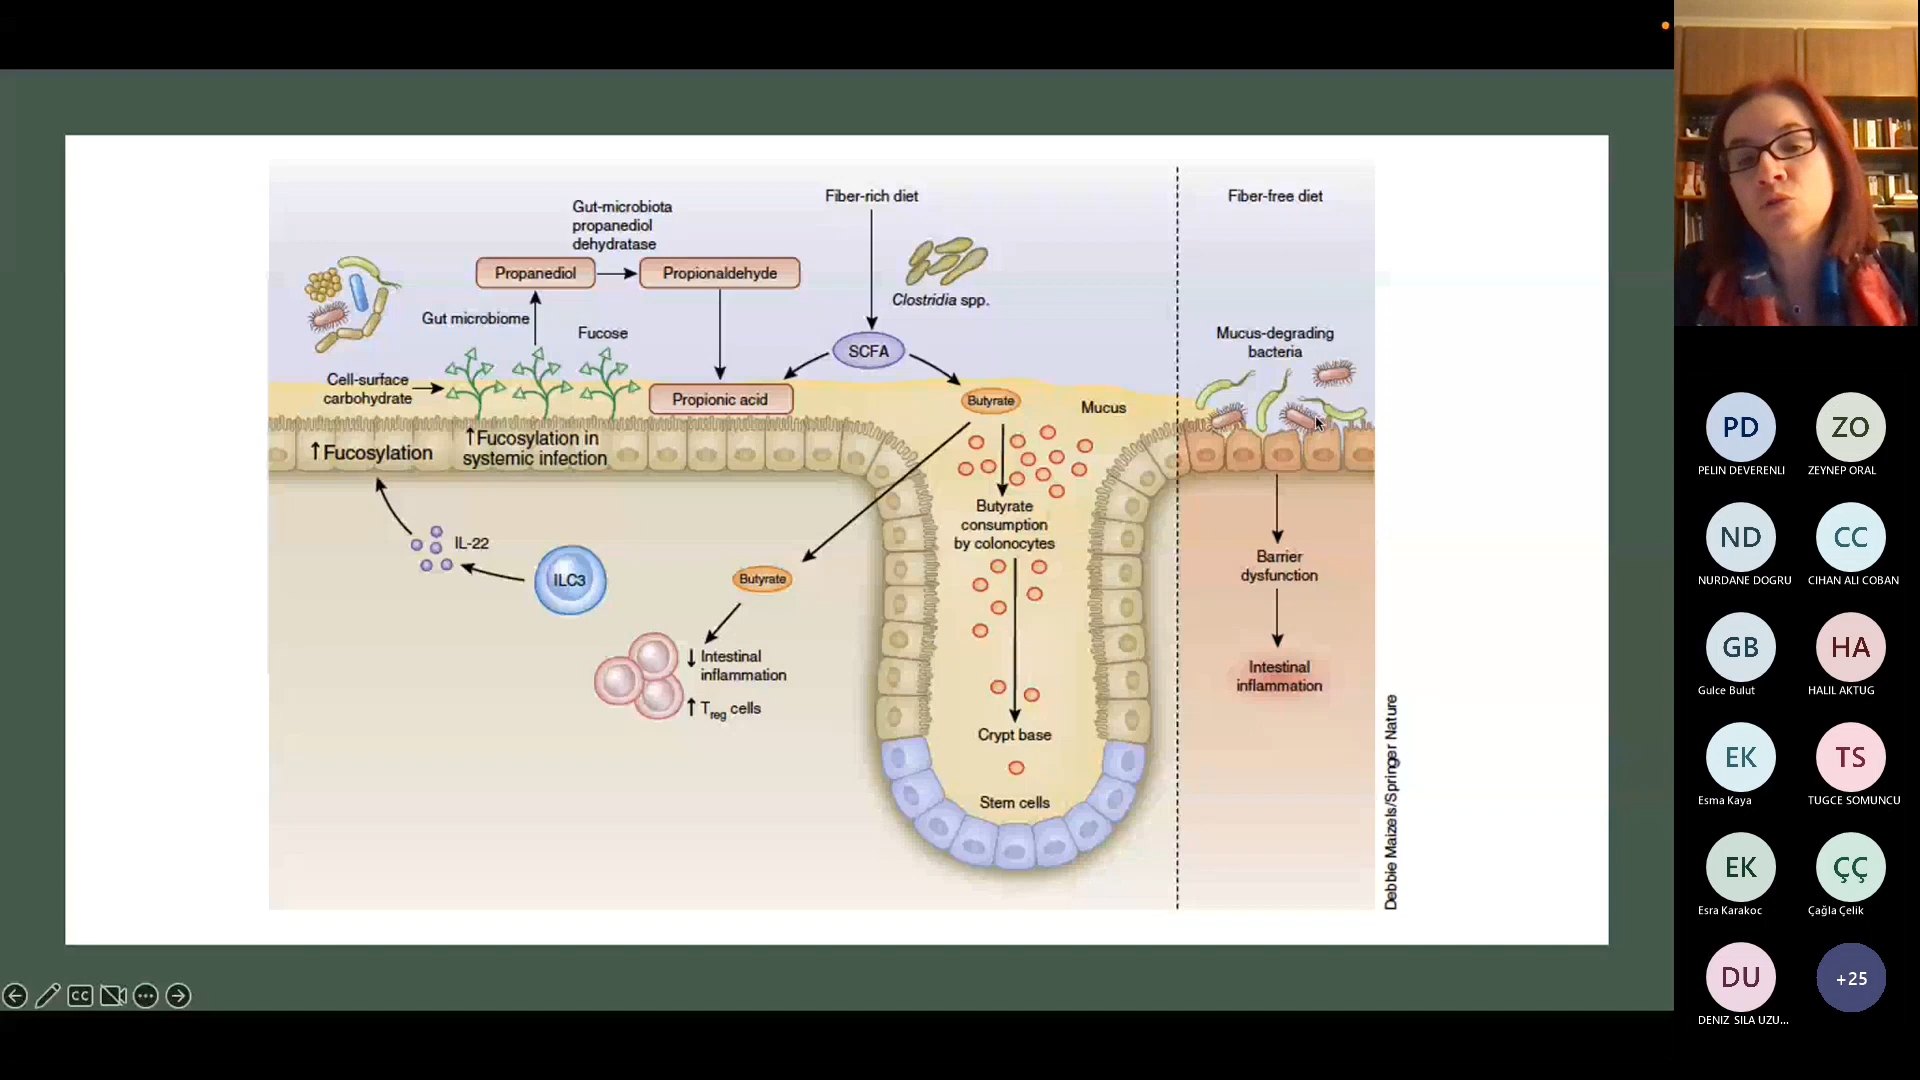 Gut-microbiota
propanediol
dehydratase
Fiber-rich diet
Fiber-free diet
Propanediol
Propionaldehyde
Clostridia spp.
Gut microbiome
Fucose
SCFA
Mucus-degrading
bacteria
Cell-surface
carbohydrate
Propionic acid
Butyrate
Mucus
↑Fucosylation
↑Fucosylation in
systemic infection
Butyrate
consumption
by colonocytes
IL-22
ILC3
Butyrate
Barrier
dysfunction
↓ Intestinal
inflammation
↑ Treg cells
Intestinal
inflammation
Crypt base
Stem cells
Debbie Maizels/Springer Nature
CC
PD
PELIN DEVERENLI
ZO
ZEYNEP ORAL
ND
NURDANE DOGRU
CC
CIHAN ALI COBAN
GB
Gulce Bulut
HA
HALIL AKTUG
EK
Esma Kaya
TS
TUGCE SOMUNCU
EK
Esra Karakoc
ÇÇ
Çağla Çelik
DU
DENIZ SILA UZU...
+25